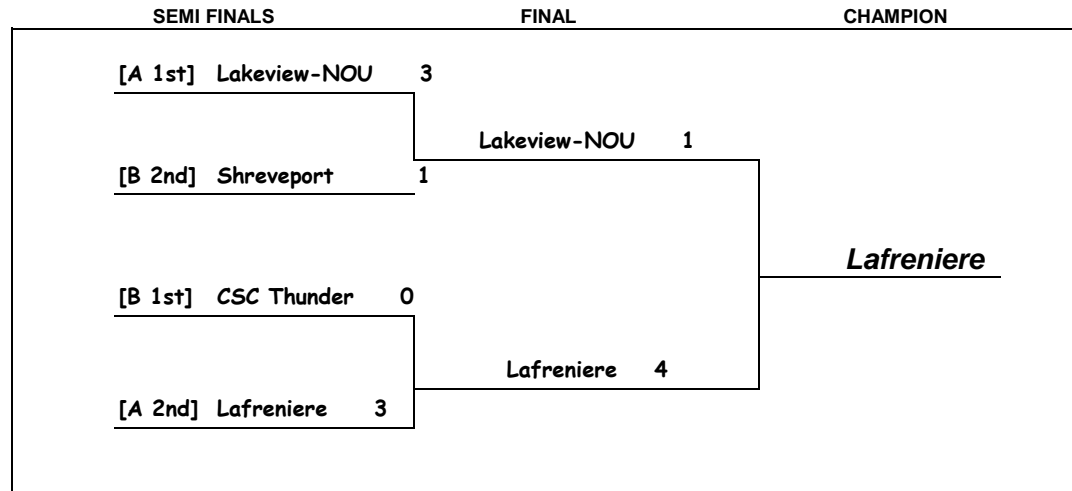 SEMI FINALS FINAL CHAMPION
[A 1st] Lakeview-NOU 3
Lakeview-NOU 1
[B 2nd] Shreveport 1
Lafreniere
[B 1st] CSC Thunder 0
Lafreniere 4
[A 2nd] Lafreniere 3